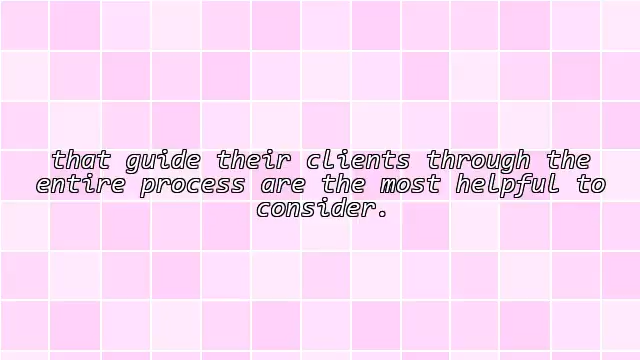 that guide their clients through the
entire process are the most helpful to
consider.